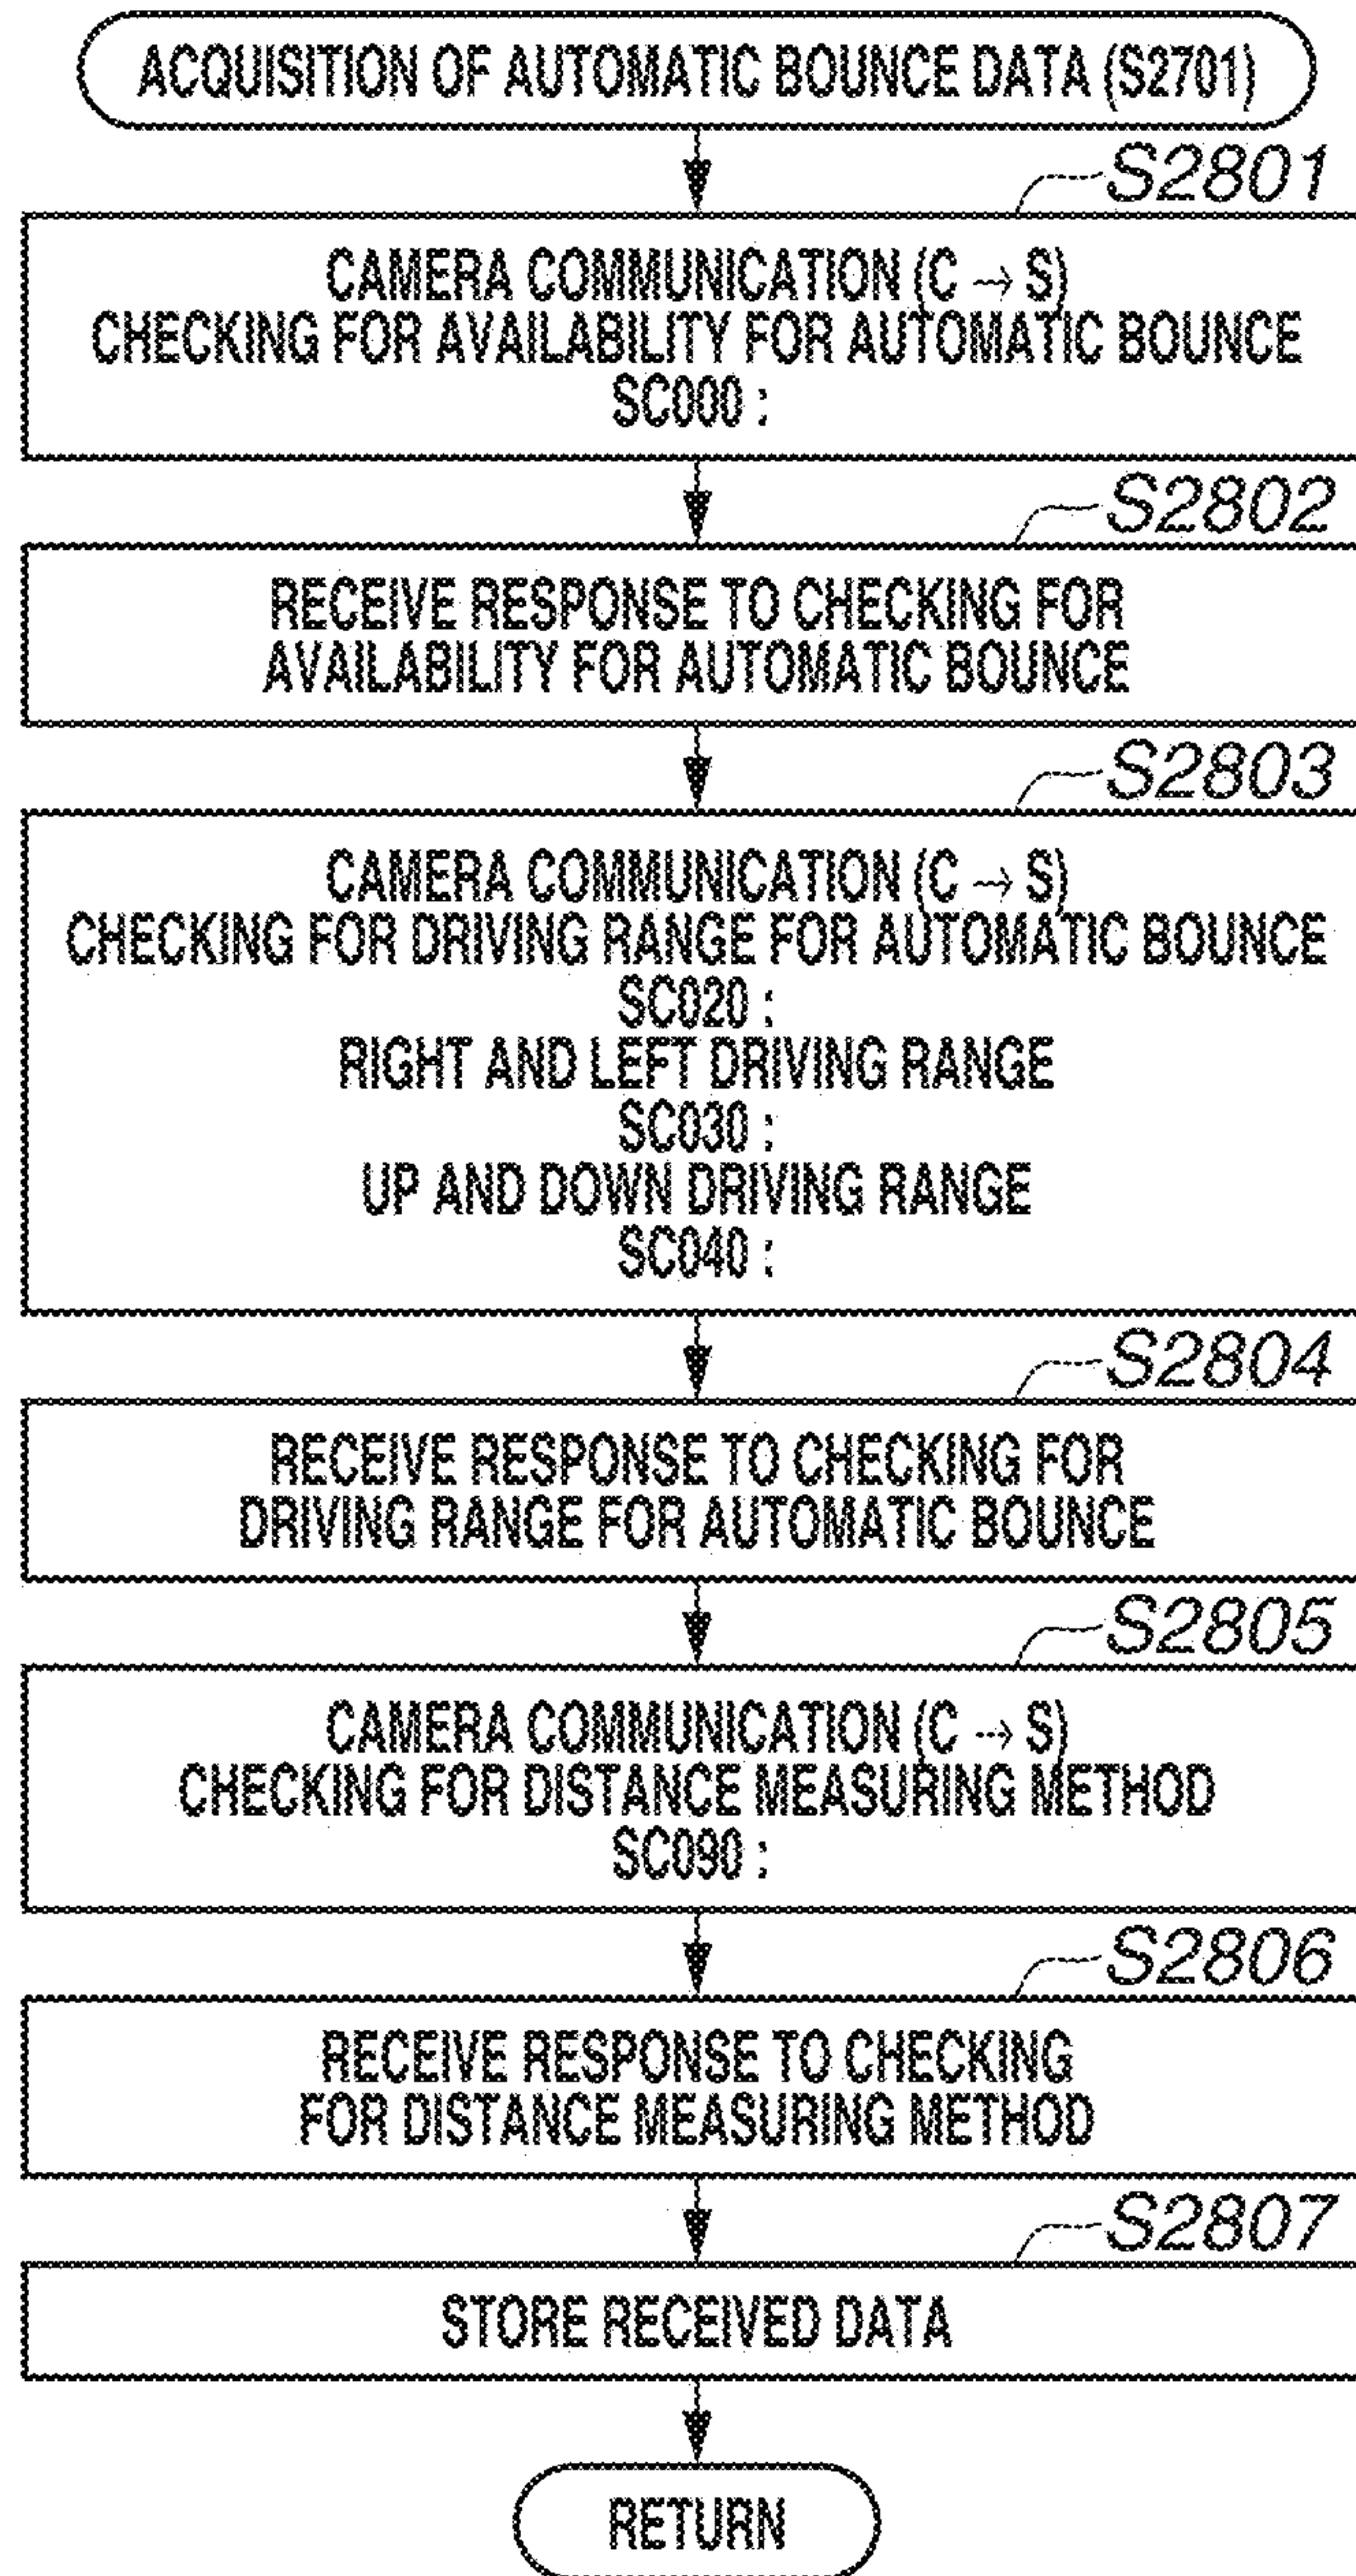 ACQUISITION OF AUTOMATIC BOUNCE DATA (S2701)
S2801
CAMERA COMMUNICATION (C → S)
CHECKING FOR AVAILABILITY FOR AUTOMATIC BOUNCE
SC000 :
S2802
RECEIVE RESPONSE TO CHECKING FOR
AVAILABILITY FOR AUTOMATIC BOUNCE
S2803
CAMERA COMMUNICATION (C → S)
CHECKING FOR DRIVING RANGE FOR AUTOMATIC BOUNCE
SC020 :
RIGHT AND LEFT DRIVING RANGE
SC030 :
UP AND DOWN DRIVING RANGE
SC040 :
S2804
RECEIVE RESPONSE TO CHECKING FOR
DRIVING RANGE FOR AUTOMATIC BOUNCE
S2805
CAMERA COMMUNICATION (C → S)
CHECKING FOR DISTANCE MEASURING METHOD
SC090 :
S2806
RECEIVE RESPONSE TO CHECKING
FOR DISTANCE MEASURING METHOD
S2807
STORE RECEIVED DATA
RETURN